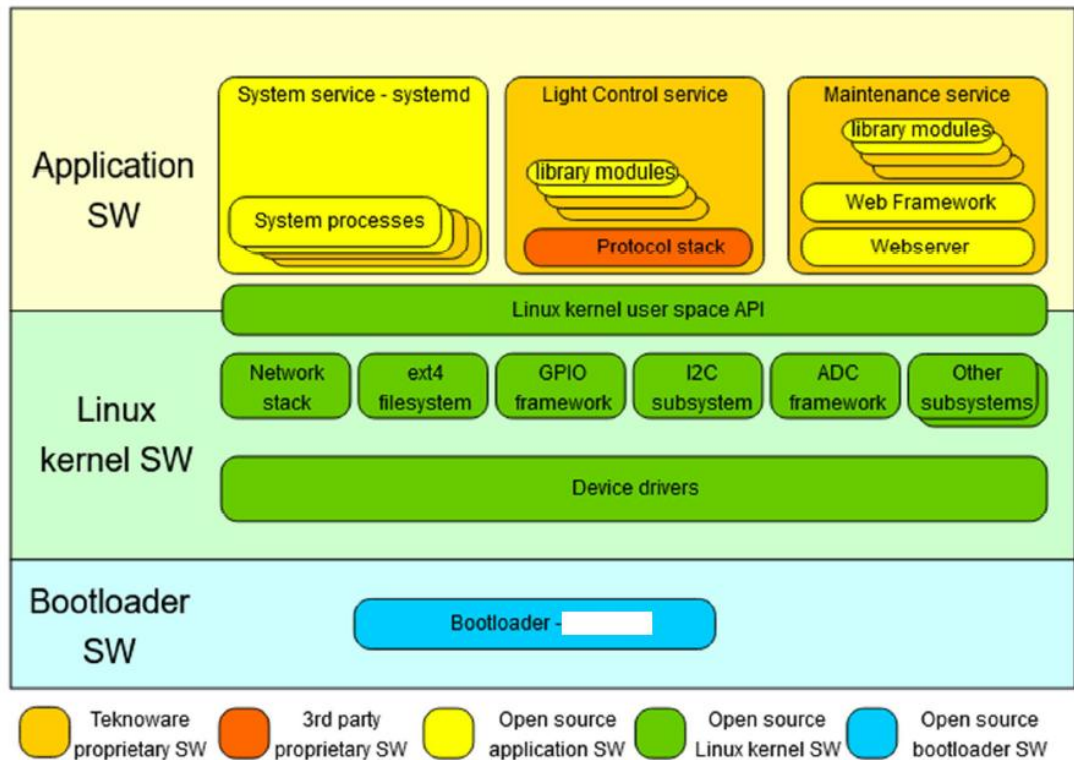 System service - systemd
Light Control service
Maintenance service
library modules
library modules
Application
SW
System processes
Web Framework
Protocol stack
Webserver
Linux kernel user space API
Network
stack
ext4
filesystem
GPIO
framework
I2C
subsystem
ADC
framework
Other
subsystems
Linux
kernel SW
Device drivers
Bootloader
SW
Bootloader -
Teknoware
proprietary SW
3rd party
proprietary SW
Open source
application SW
Open source
Linux kernel SW
Open source
bootloader SW